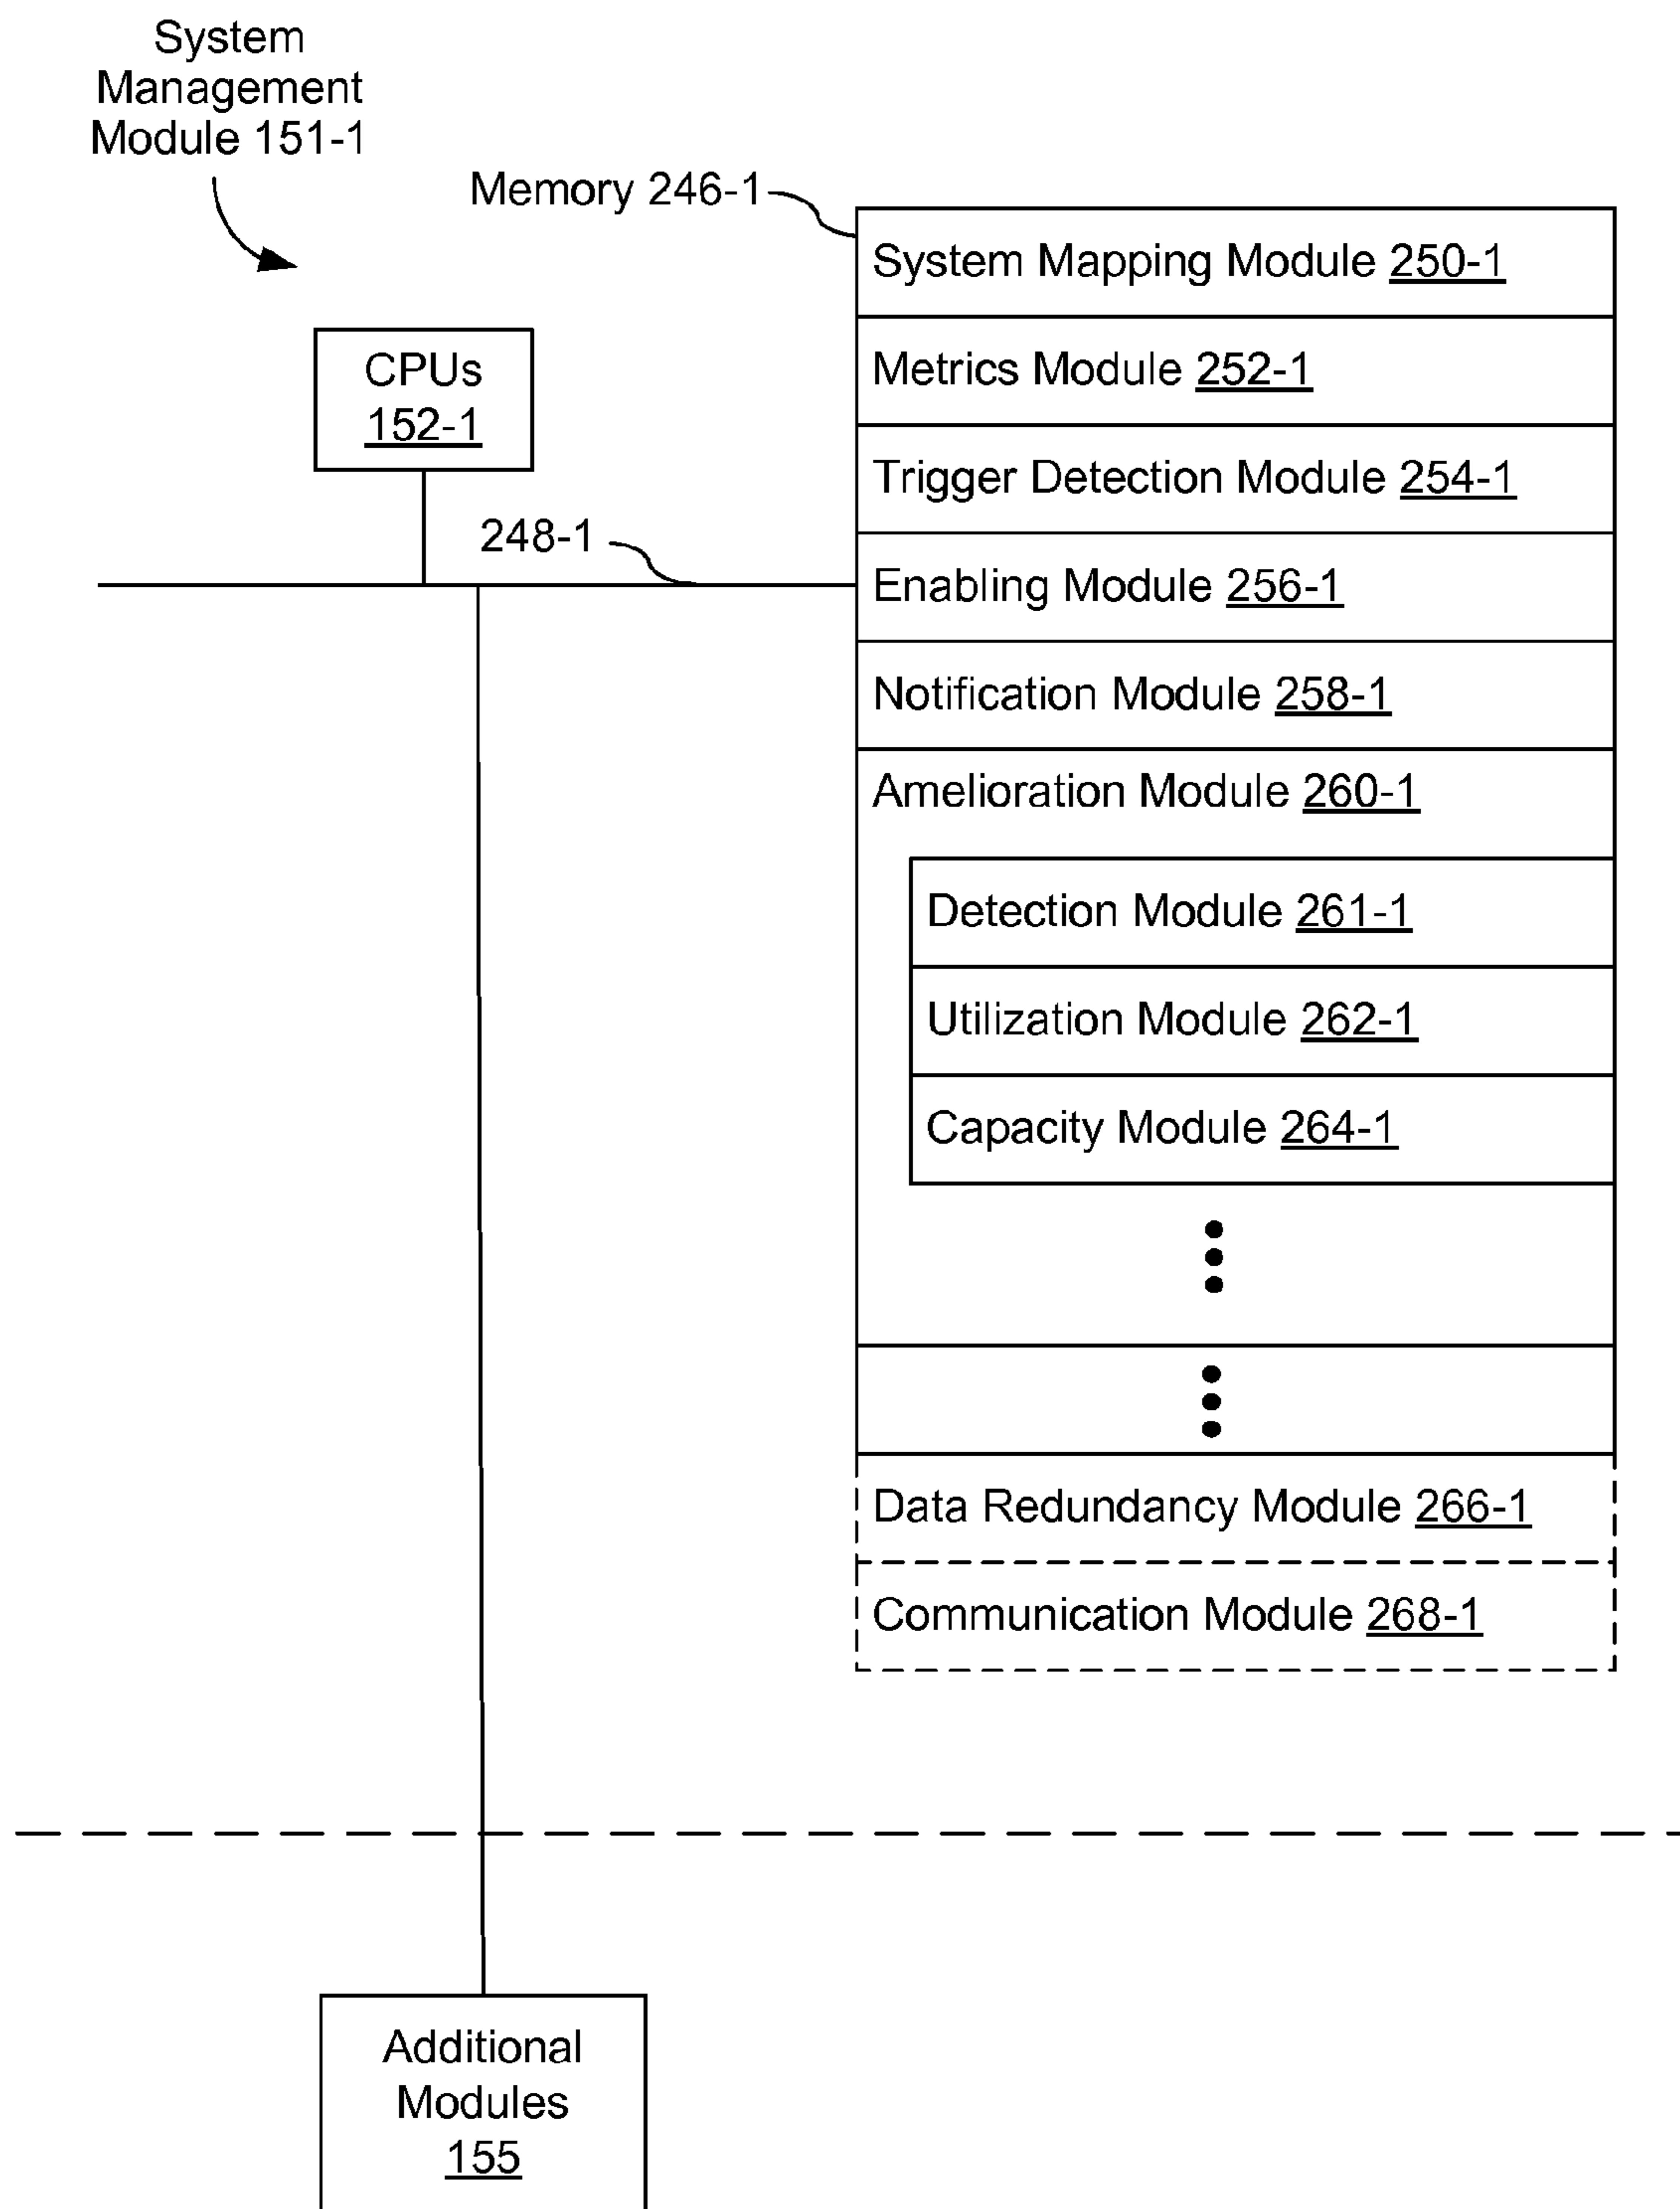 System
Management
Module 151-1
Memory 246-1
System Mapping Module 250-1
Metrics Module 252-1
CPUs
152-1
Trigger Detection Module 254-1
248-1
Enabling Module 256-1
Notification Module 258-1
Amelioration Module 260-1
Detection Module 261-1
Utilization Module 262-1
Capacity Module 264-1
Data Redundancy Module 266-1
Communication Module 268-1
Additional
Modules
155